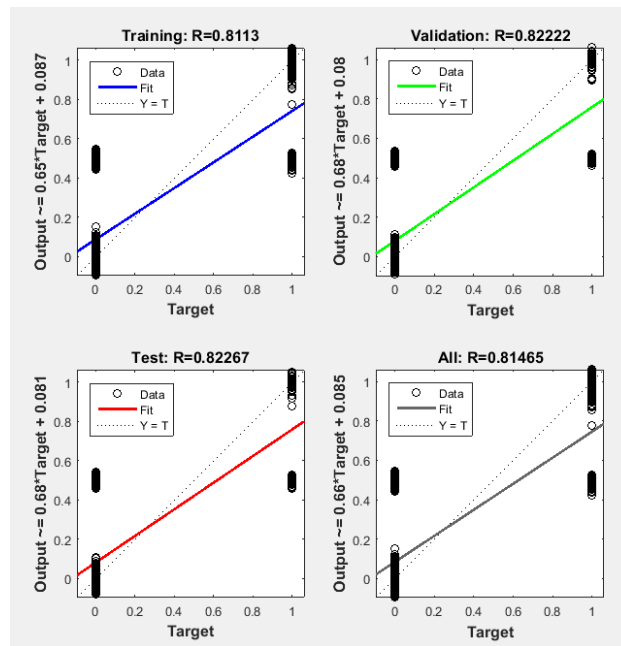 Training: R=0.8113
Output ~= 0.65*Target + 0.087
1
0.8
0.6
0.4
0.2
0
Data
Fit
Y = T
0 0.2 0.4 0.6 0.8 1
Target
Validation: R=0.82222
Output ~= 0.68*Target + 0.08
1
0.8
0.6
0.4
0.2
0
Data
Fit
Y = T
0 0.2 0.4 0.6 0.8 1
Target
Test: R=0.82267
Output ~= 0.68*Target + 0.081
1
0.8
0.6
0.4
0.2
0
Data
Fit
Y = T
0 0.2 0.4 0.6 0.8 1
Target
All: R=0.81465
Output ~= 0.66*Target + 0.085
1
0.8
0.6
0.4
0.2
0
Data
Fit
Y = T
0 0.2 0.4 0.6 0.8 1
Target